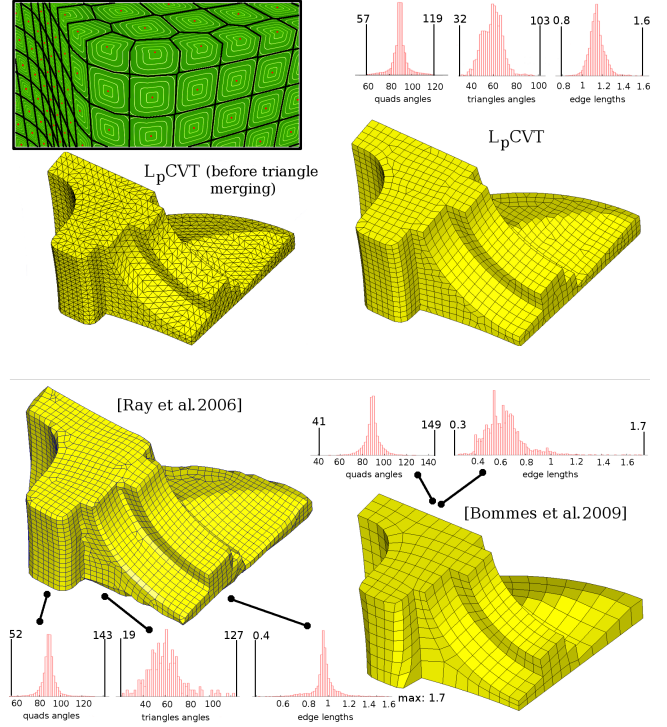 57 119 32 103 0.8 1.6
60 80 100 120 40 60 80 100 0.8 1 1.2 1.4 1.6
quads angles triangles angles edge lengths
LpCVT (before triangle
merging)
LpCVT
[Ray et al.2006]
41 149 0.3 1.7
40 60 80 100 120 140 0.4 0.6 0.8 1 1.2 1.4 1.6
quads angles edge lengths
[Bommes et al.2009]
52 143 19 127 0.4
60 80 100 120 40 60 80 100 0.6 0.8 1 1.2 1.4 1.6
max: 1.7
quads angles triangles angles edge lengths